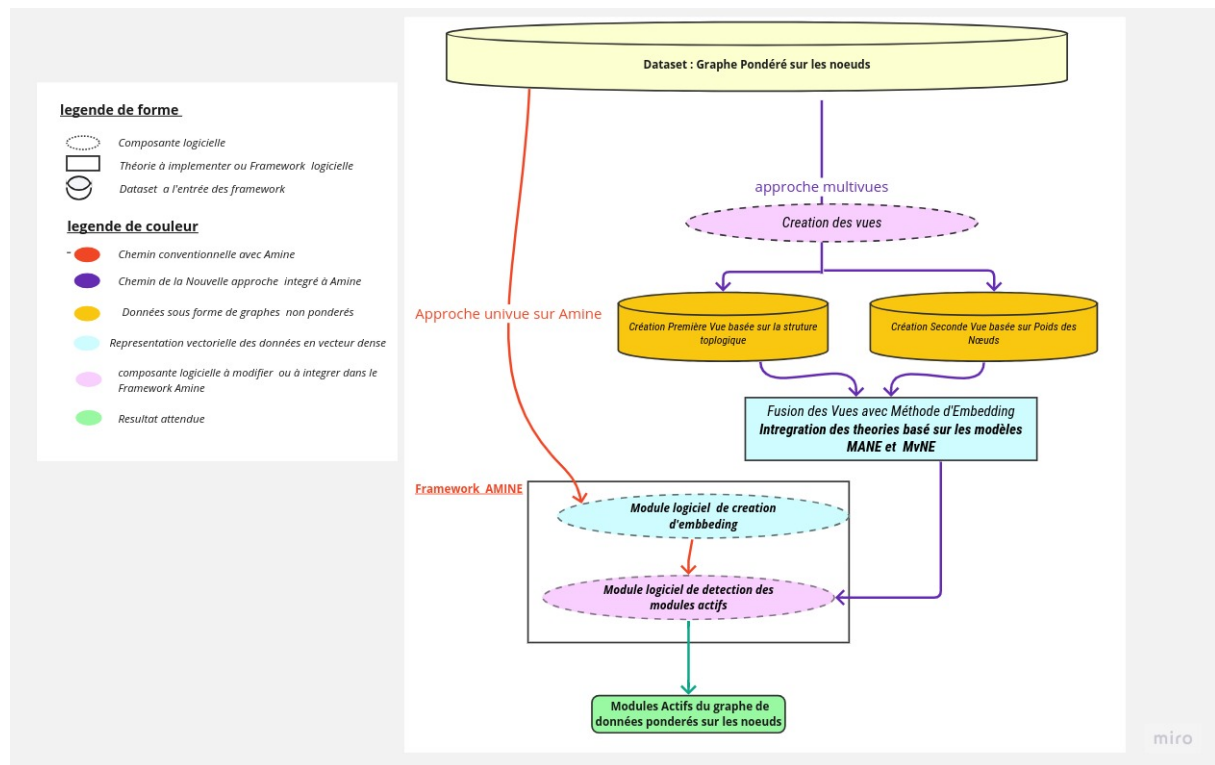 legende de forme
Composante logicielle
Théorie à implementer ou Framework logicielle
Dataset a l'entrée des framework
legende de couleur
Chemin conventionnelle avec Amine
Chemin de la Nouvelle approche integré à Amine
Données sous forme de graphes non ponderés
Representation vectorielle des données en vecteur dense
composante logicielle à modifier ou à integrer dans le
Framework Amine
Resultat attendue
Dataset : Graphe Pondéré sur les noeuds
approche multivues
Creation des vues
Approche univue sur Amine
Création Première Vue basée sur la struture
toplogique
Création Seconde Vue basée sur Poids des
Nœuds
Fusion des Vues avec Méthode d'Embedding
Intregration des theories basé sur les modèles
MANE et MvNE
Framework AMINE
Module logiciel de creation
d'embbeding
Module logiciel de detection des
modules actifs
Modules Actifs du graphe de
données ponderés sur les noeuds
miro